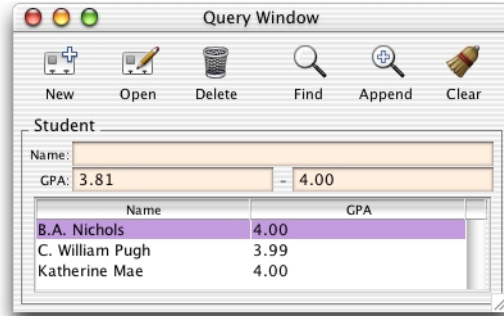 Query Window
New Open Delete Find Append Clear
Student
Name:
GPA: 3.81 - 4.00
Name GPA
B.A. Nichols 4.00
C. William Pugh 3.99
Katherine Mae 4.00